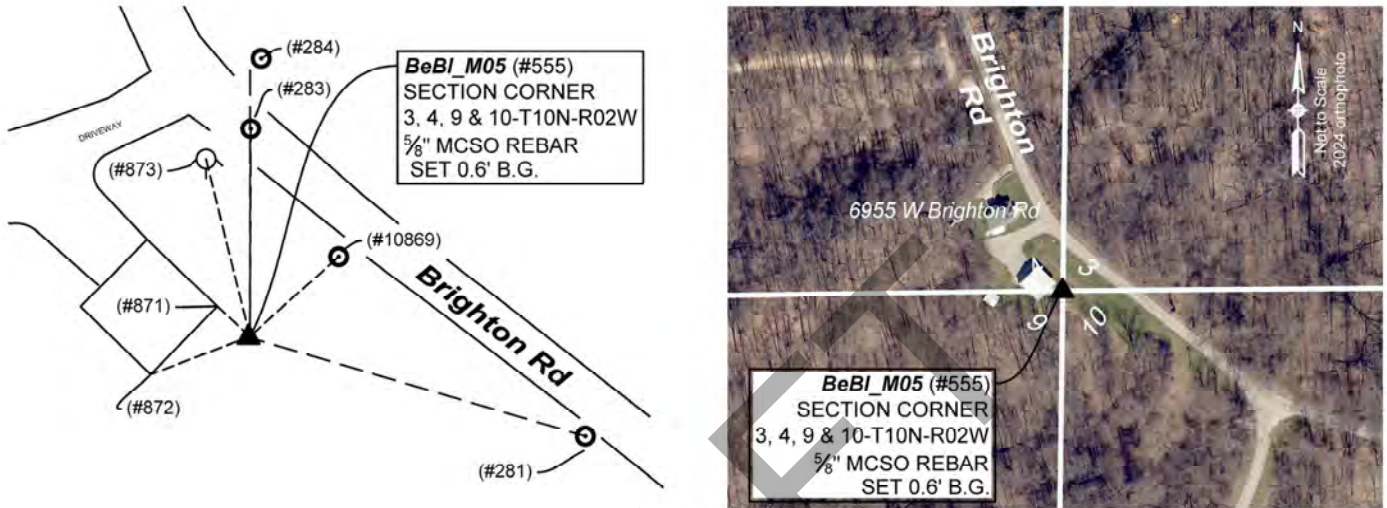 (#284)
(#283)
BeBl_M05 (#555)
SECTION CORNER
3, 4, 9 & 10-T10N-R02W
⅝" MCSO REBAR
SET 0.6' B.G.
DRIVEWAY
(#873)
(#10869)
(#871)
Brighton Rd
(#872)
(#281)
Brighton
Rd
N
Not to Scale
2024 orthophoto
6955 W Brighton Rd
3
9
10
BeBl_M05 (#555)
SECTION CORNER
3, 4, 9 & 10-T10N-R02W
⅝" MCSO REBAR
SET 0.6' B.G.